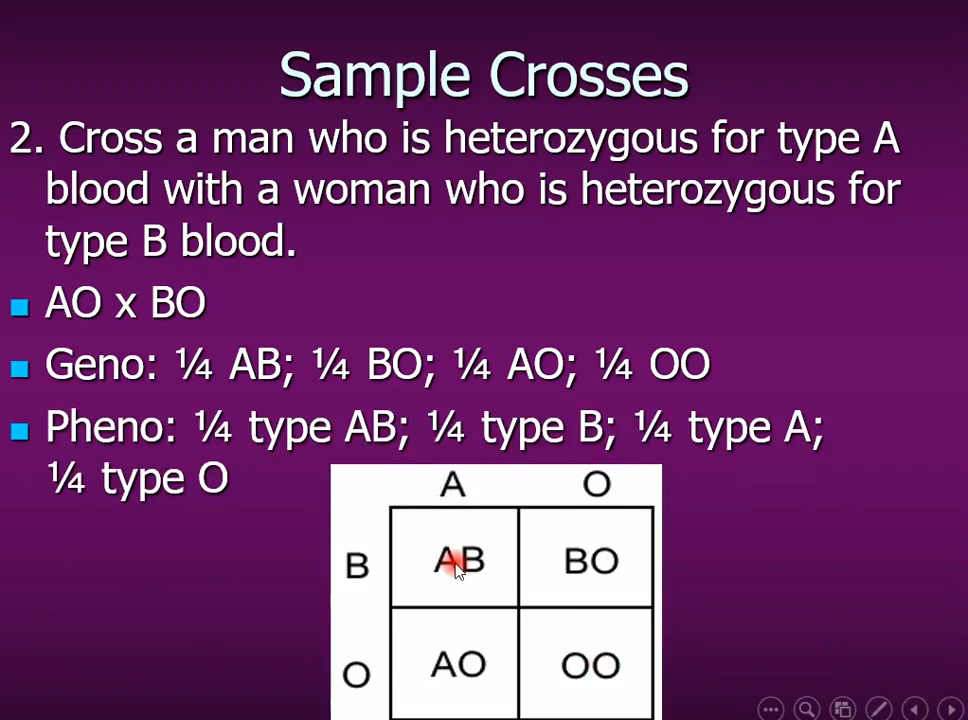 Sample Crosses
2. Cross a man who is heterozygous for type A
blood with a woman who is heterozygous for
type B blood.
AO x BO
Geno: ¼ AB; ¼ BO; ¼ AO; ¼ OO
Pheno: ¼ type AB; ¼ type B; ¼ type A;
¼ type O
A O
B AB BO
O AO OO